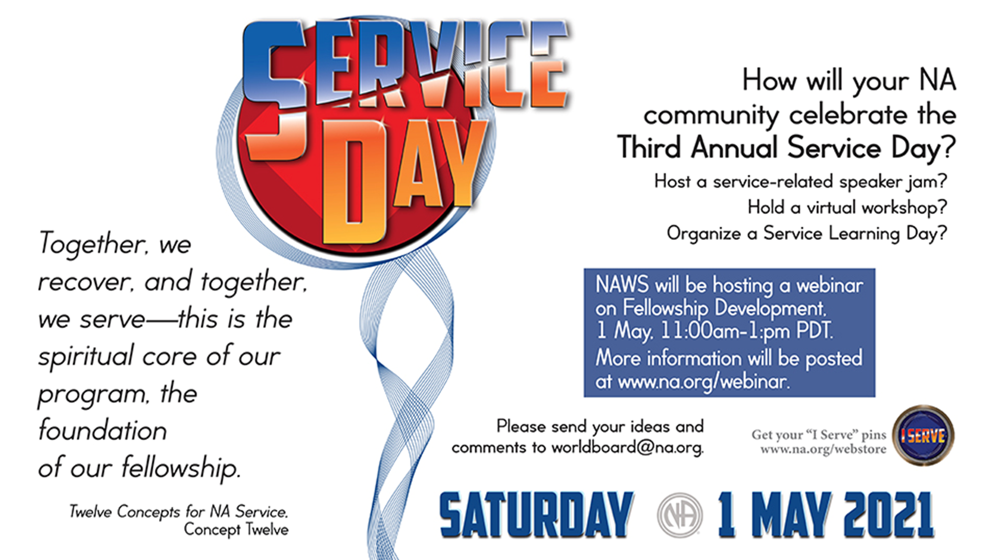 SERVICE
DAY
How will your NA
community celebrate the
Third Annual Service Day?
Host a service-related speaker jam?
Hold a virtual workshop?
Organize a Service Learning Day?
Together, we
recover, and together,
we serve—this is the
spiritual core of our
program, the
foundation
of our fellowship.
Twelve Concepts for NA Service,
Concept Twelve
NAWS will be hosting a webinar
on Fellowship Development,
1 May, 11:00am-1:pm PDT.
More information will be posted
at www.na.org/webinar.
Please send your ideas and
comments to worldboard@na.org.
Get your “I Serve” pins
www.na.org/webstore
I SERVE
SATURDAY NA 1 MAY 2021